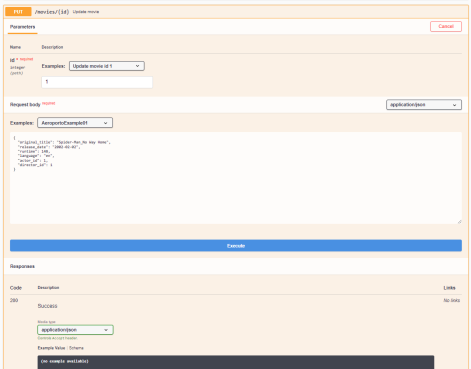 PUT /movies/{id} Update movie
Parameters
Cancel
Name Description
id * required
integer
(path)
Examples: Update movie id 1
1
Request body required
application/json
Examples: AeroportoExample01
{
"original_title": "Spider-Man_No Way Home",
"release_date": "2002-01-02",
"runtime": 148,
"language": "en",
"actor_id": 1,
"director_id": 1
}
Execute
Responses
Code Description Links
200 Success No links
Media type
application/json
Controls Accept header.
Example Value | Schema
(no example available)